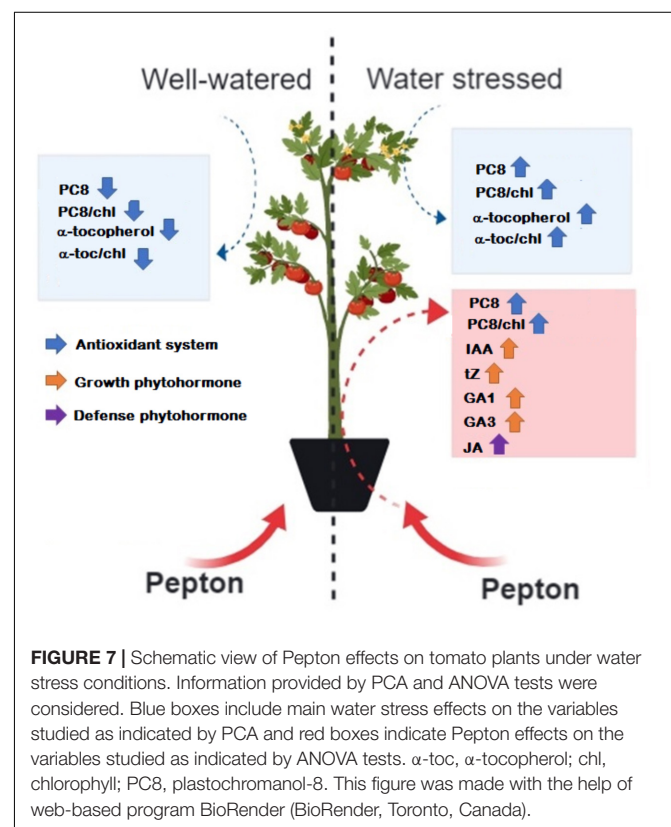 Well-watered
Water stressed
PC8
PC8/chl
α-tocopherol
α-toc/chl
PC8
PC8/chl
α-tocopherol
α-toc/chl
PC8
PC8/chl
IAA
tZ
GA1
GA3
JA
Antioxidant system
Growth phytohormone
Defense phytohormone
Pepton
Pepton
FIGURE 7 | Schematic view of Pepton effects on tomato plants under water
stress conditions. Information provided by PCA and ANOVA tests were
considered. Blue boxes include main water stress effects on the variables
studied as indicated by PCA and red boxes indicate Pepton effects on the
variables studied as indicated by ANOVA tests. α-toc, α-tocopherol; chl,
chlorophyll; PC8, plastochromanol-8. This figure was made with the help of
web-based program BioRender (BioRender, Toronto, Canada).